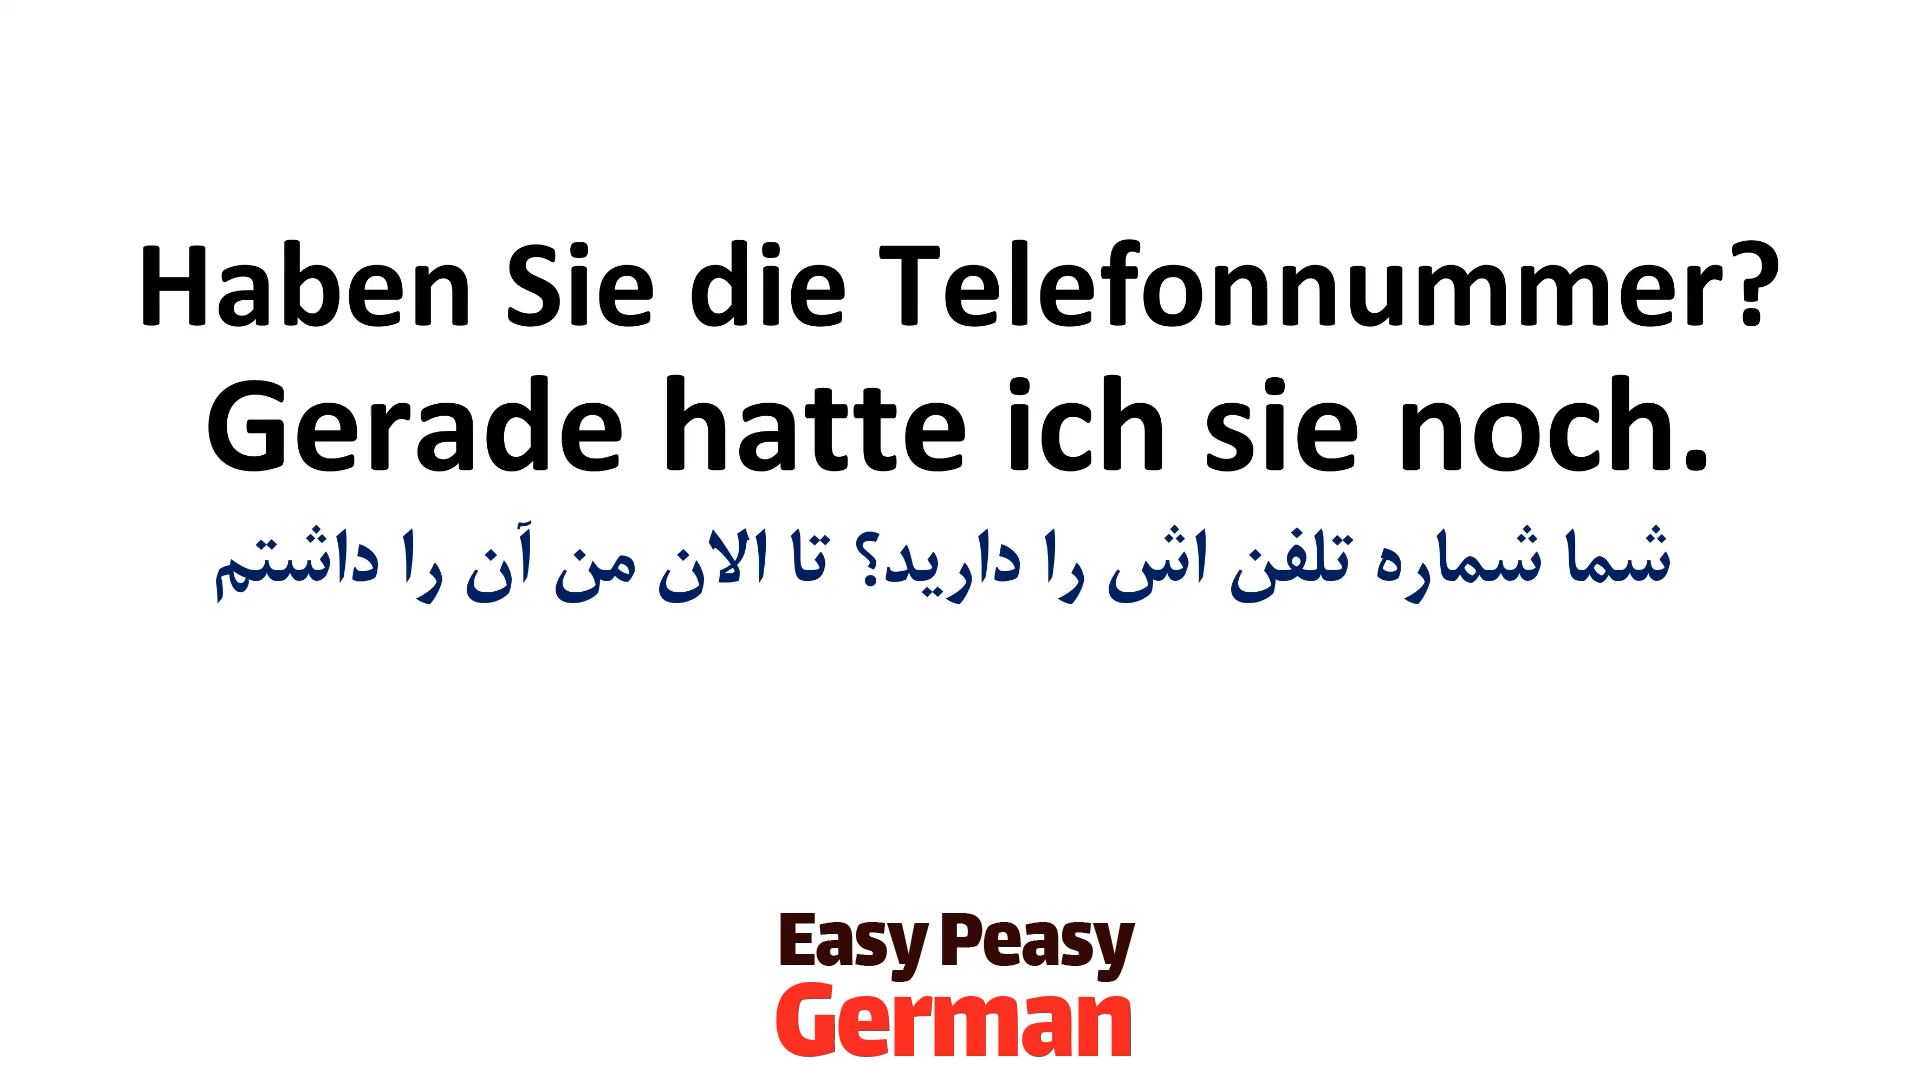 Haben Sie die Telefonnummer?
Gerade hatte ich sie noch.
شما شماره تلفن اش را دارید؟ تا الان من آن را داشتم
Easy Peasy
German